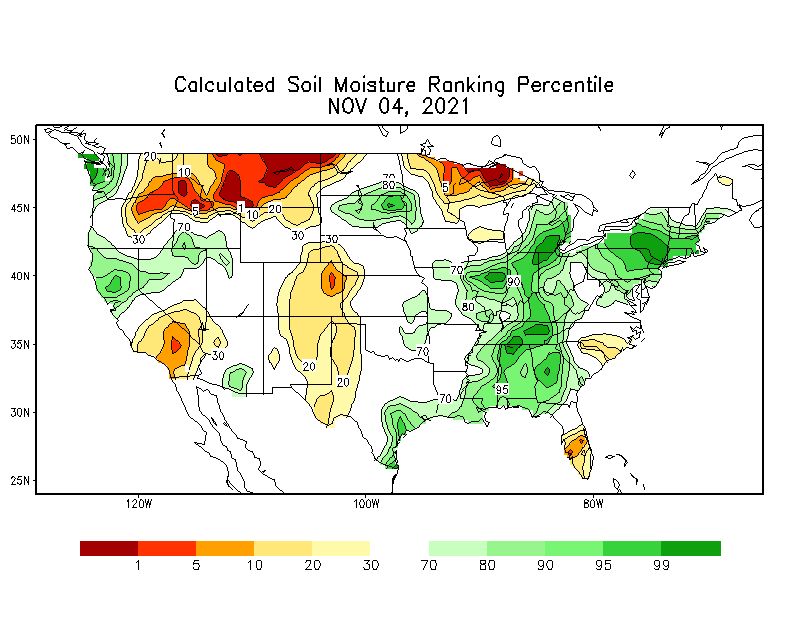 Calculated Soil Moisture Ranking Percentile
NOV 04, 2021
50N
45N
40N
35N
30N
25N
20
10
5
1
10
20
30
30
70
30
70
80
5
70
90
80
70
30
20
20
95
70
120W
100W
80W
1 5 10 20 30 70 80 90 95 99